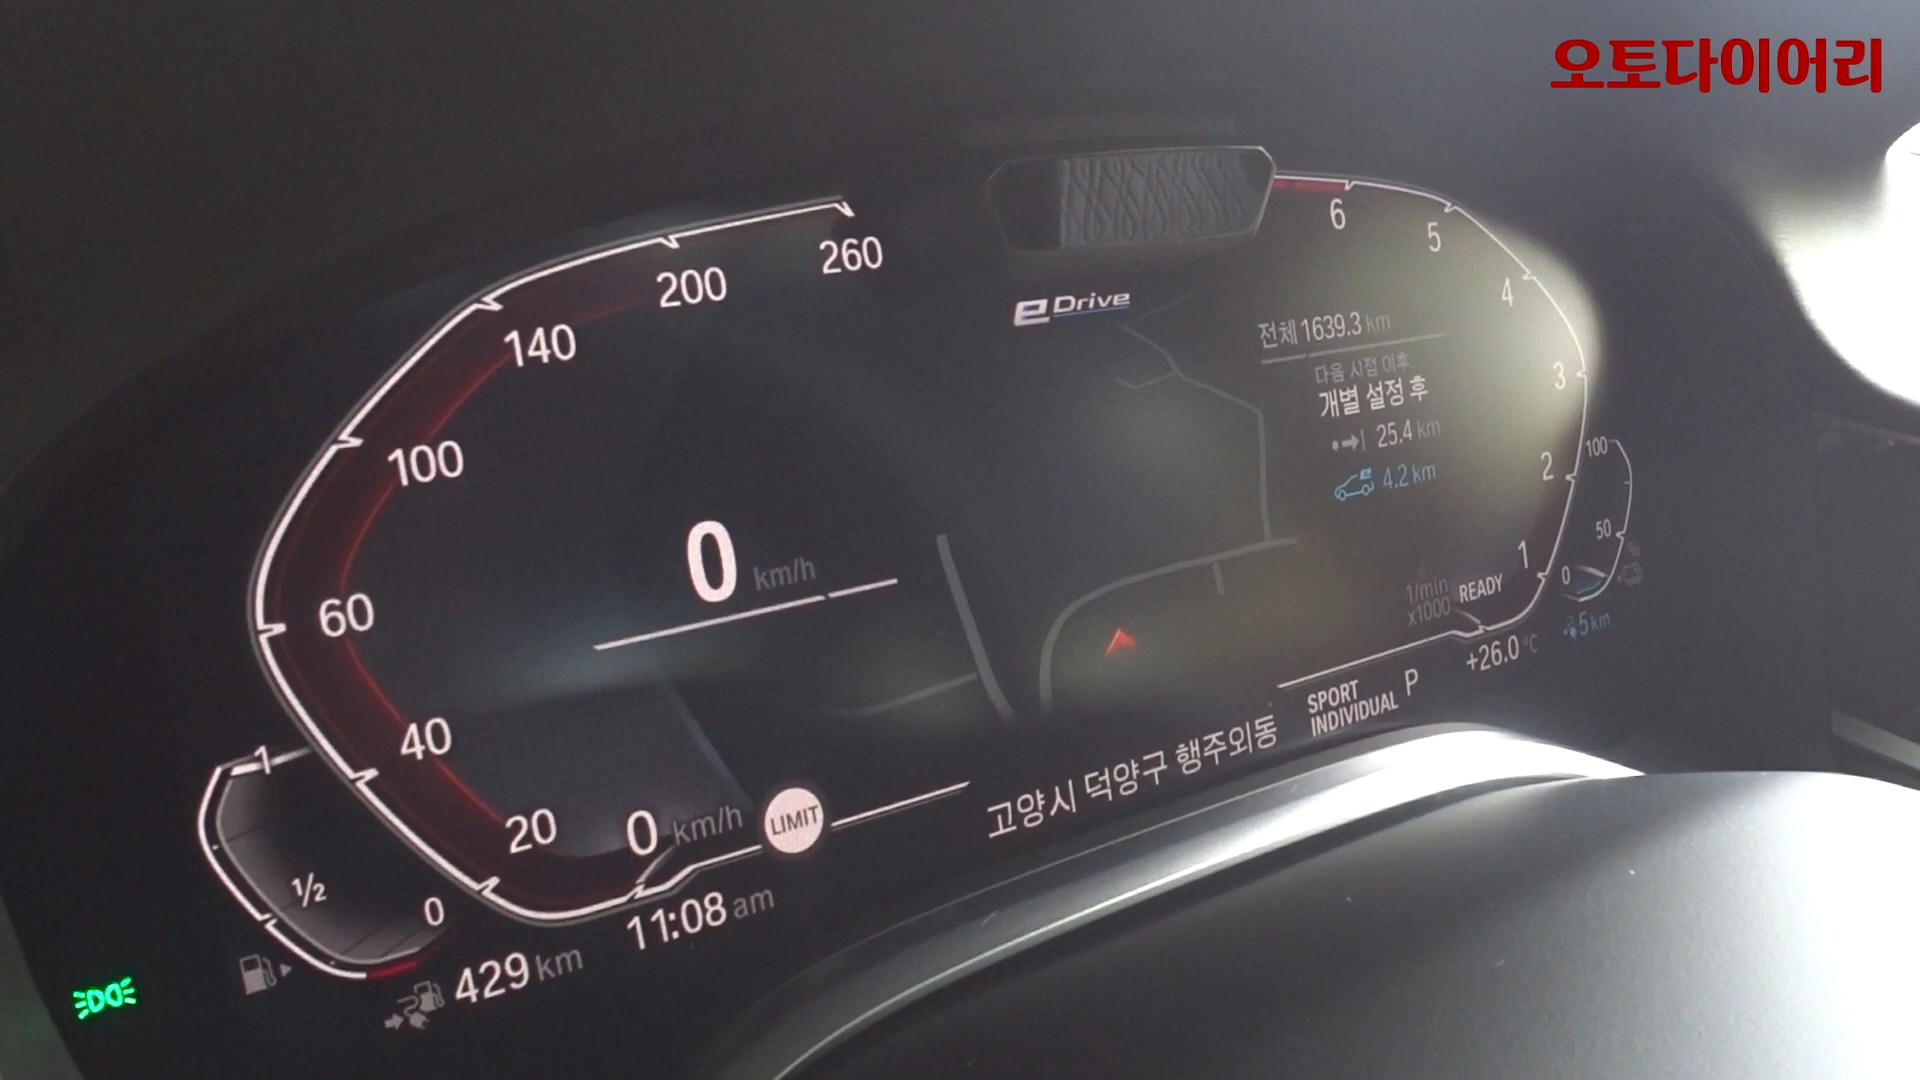 오토다이어리
260
200
140
100
60
40
20
0 km/h
0 km/h
LIMIT
eDrive
6
5
4
3
2
1
1/min
x1000
READY
전체 1639.3 km
다음 시점 이후
개별 설정 후
25.4 km
4.2 km
100
50
0
%
5 km
+26.0 °C
SPORT
INDIVIDUAL
P
고양시 덕양구 행주외동
1
1/2
0
11:08 am
429 km